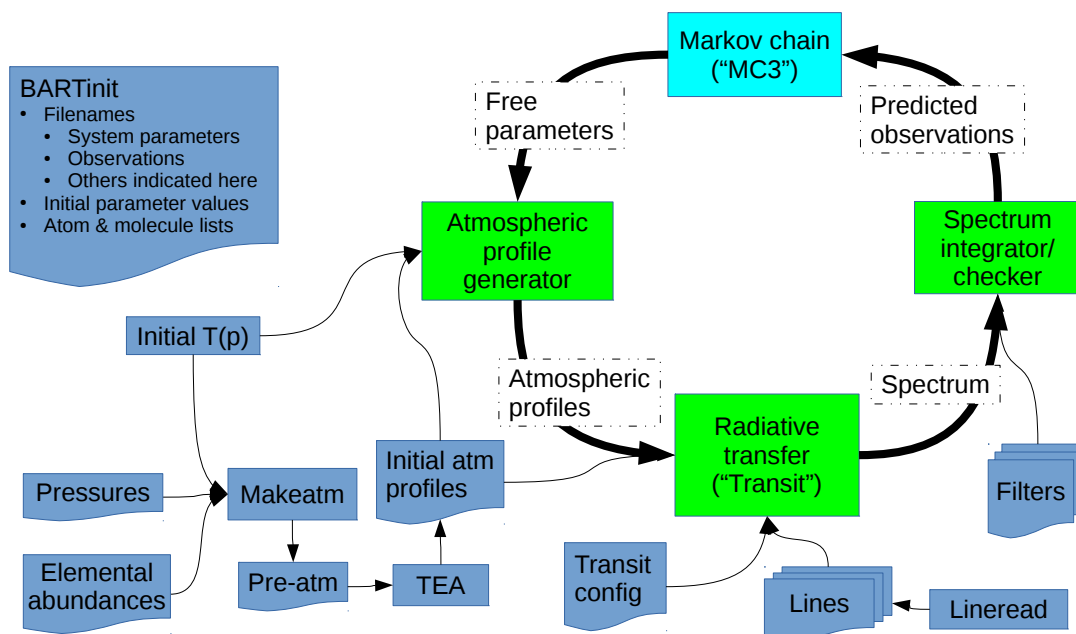 Markov chain
("MC3")
BARTinit
• Filenames
• System parameters
• Observations
• Others indicated here
• Initial parameter values
• Atom & molecule lists
Free
parameters
Predicted
observations
Atmospheric
profile
generator
Spectrum
integrator/
checker
Initial T(p)
Atmospheric
profiles
Spectrum
Radiative
transfer
("Transit")
Initial atm
profiles
Pressures
Makeatm
Filters
Elemental
abundances
Pre-atm
TEA
Transit
config
Lines
Lineread